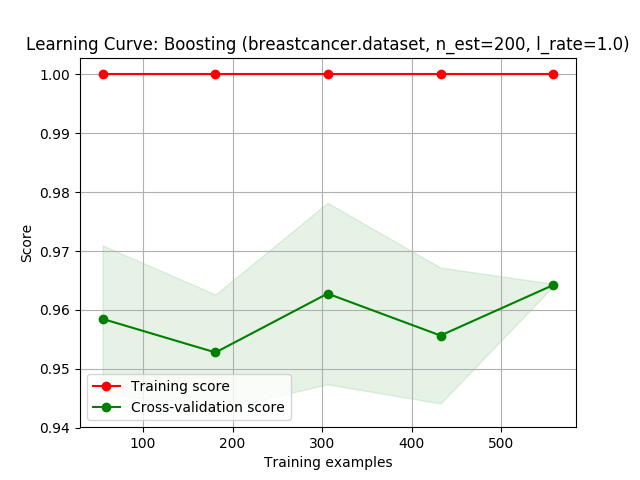 Learning Curve: Boosting (breastcancer.dataset, n_est=200, l_rate=1.0)
1.00
0.99
0.98
0.97
0.96
0.95
0.94
Score
Training score
Cross-validation score
100 200 300 400 500
Training examples